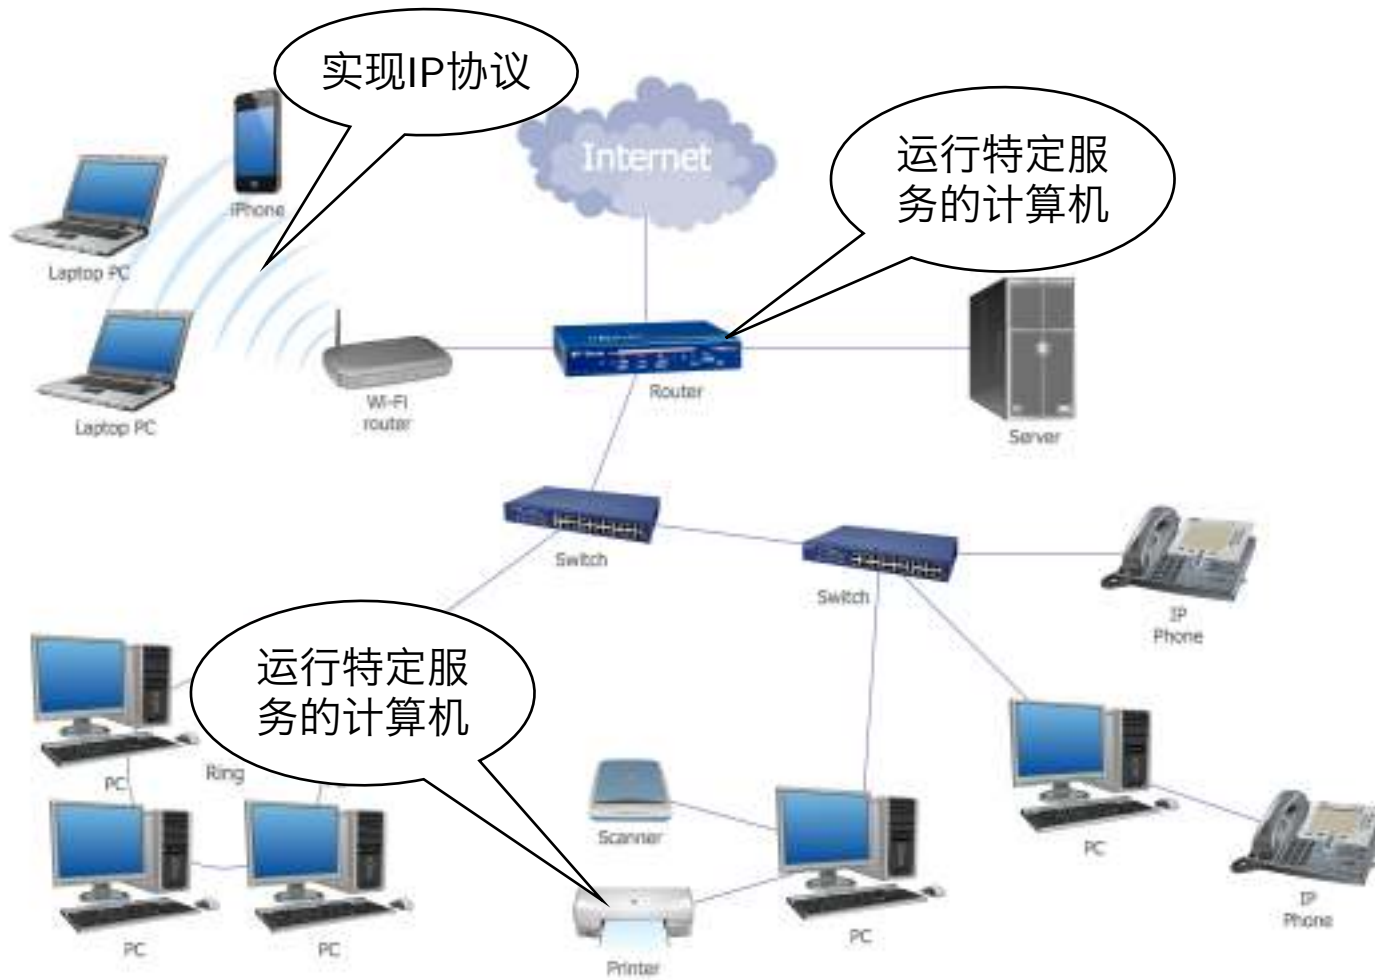 实现IP协议
Internet
运行特定服
务的计算机
iPhone
Laptop PC
Laptop PC
Wi-Fi
router
Router
Server
Switch
Switch
IP
Phone
运行特定服
务的计算机
PC
Ring
Scanner
PC
PC
PC
Printer
PC
IP
Phone